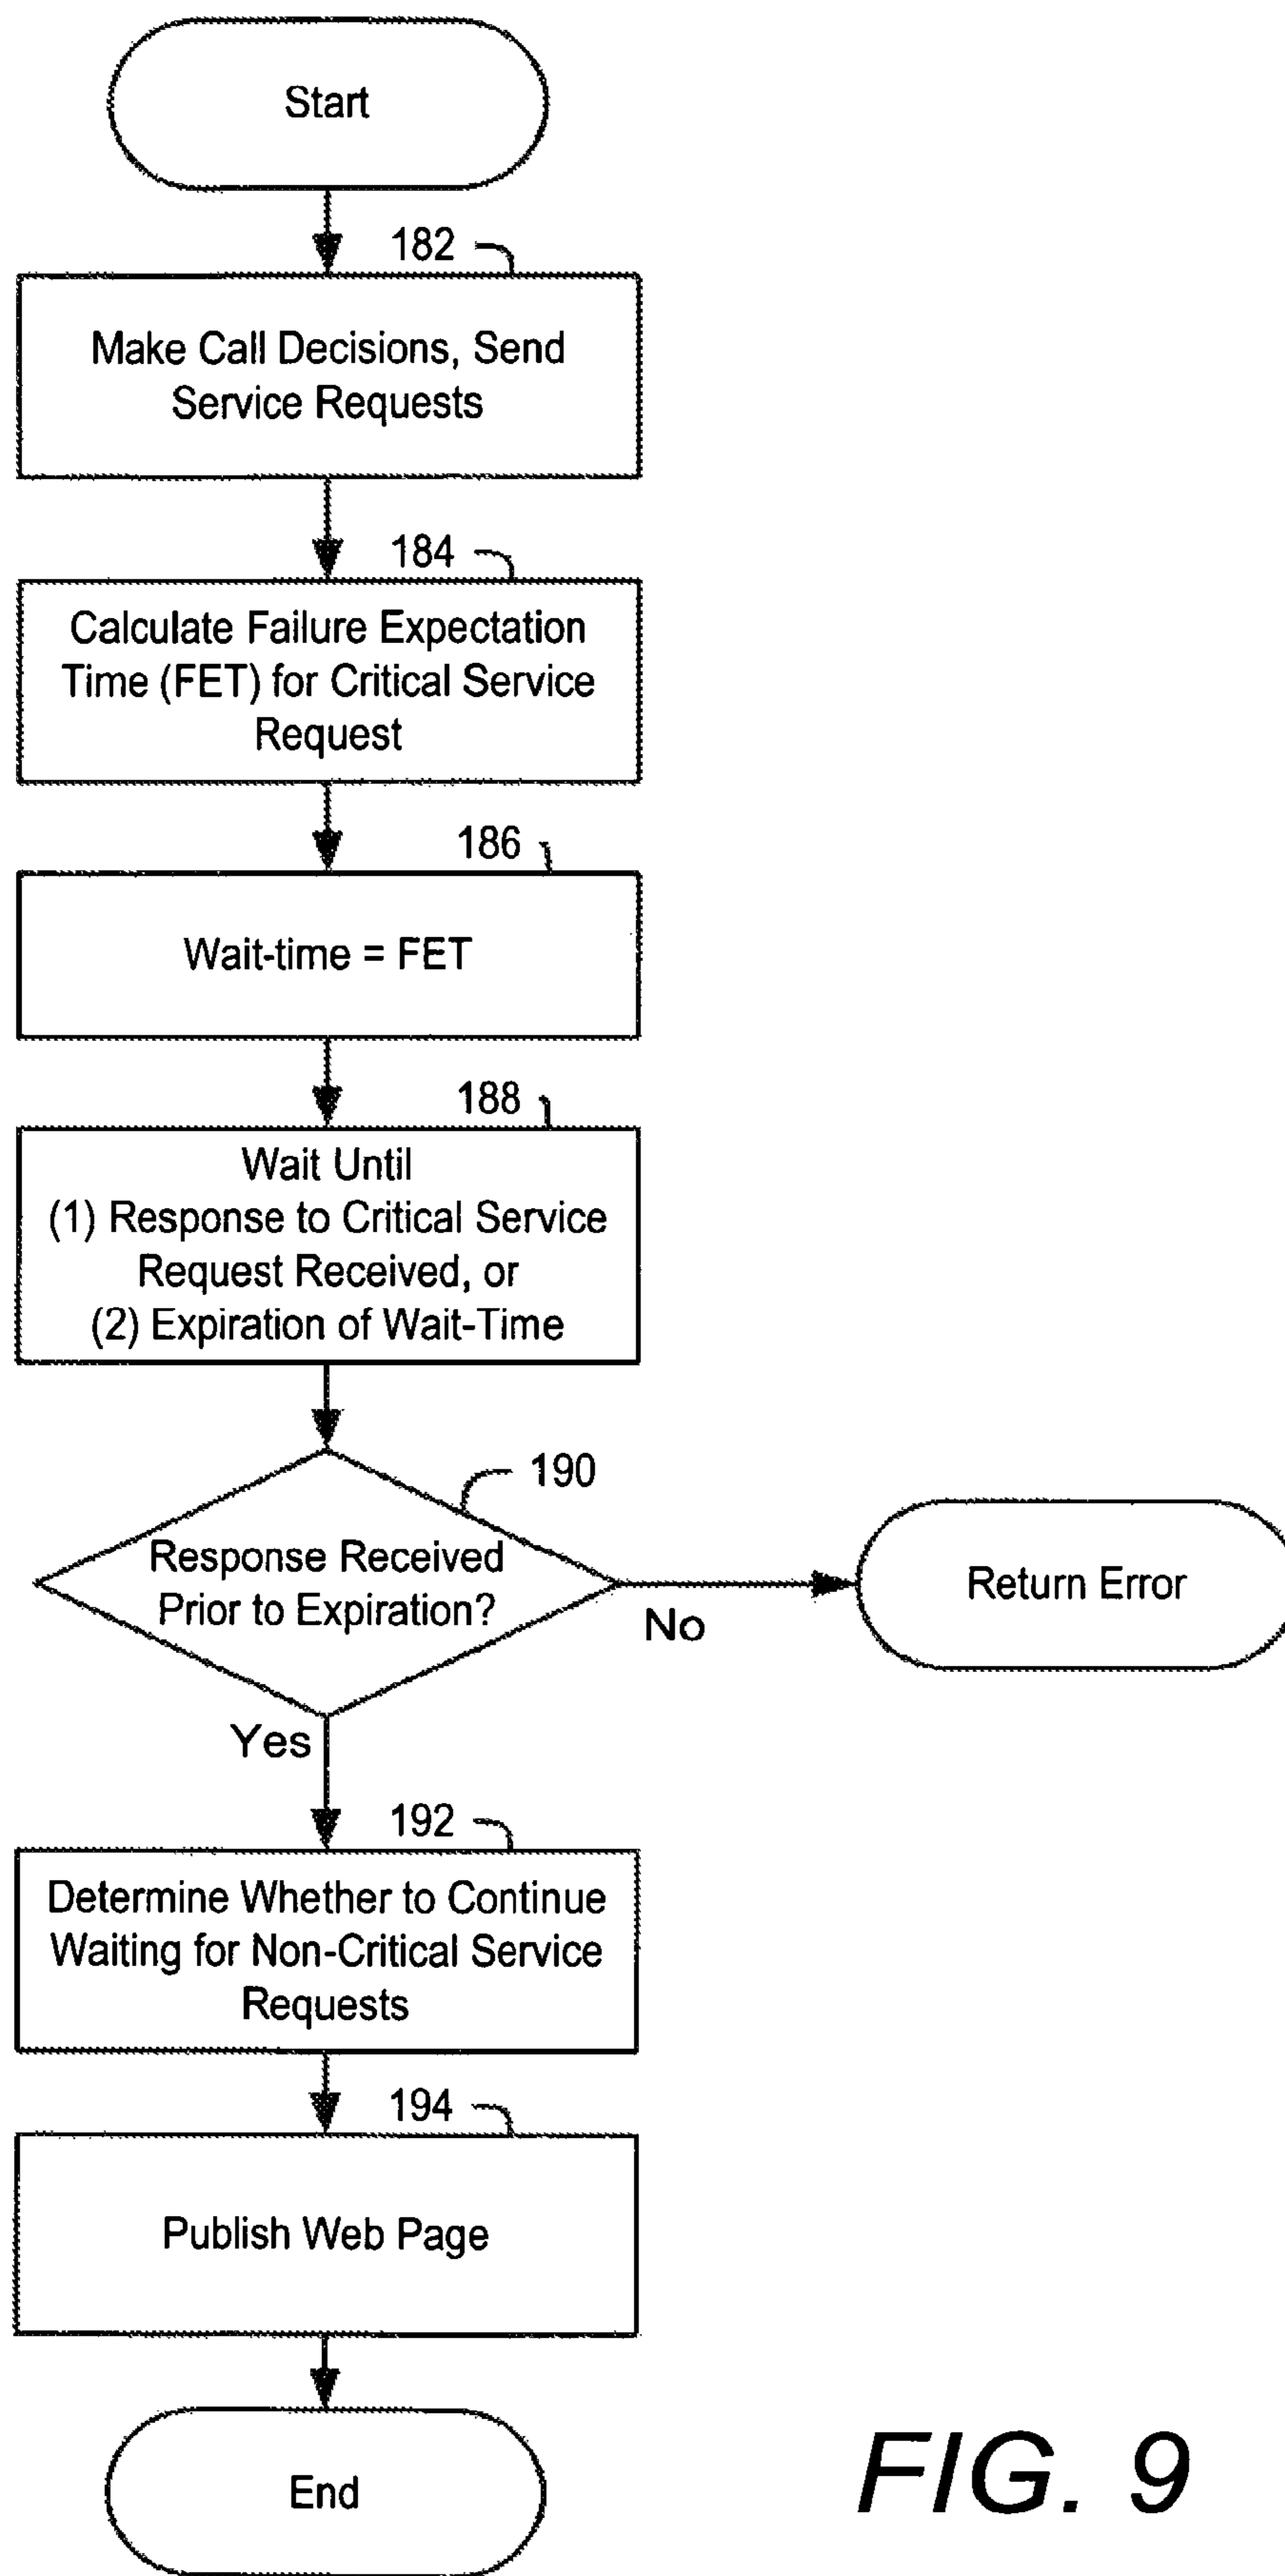 Start
182
Make Call Decisions, Send
Service Requests
184
Calculate Failure Expectation
Time (FET) for Critical Service
Request
186
Wait-time = FET
188
Wait Until
(1) Response to Critical Service
Request Received, or
(2) Expiration of Wait-Time
190
Response Received
Prior to Expiration?
No
Return Error
Yes
192
Determine Whether to Continue
Waiting for Non-Critical Service
Requests
194
Publish Web Page
End
FIG. 9